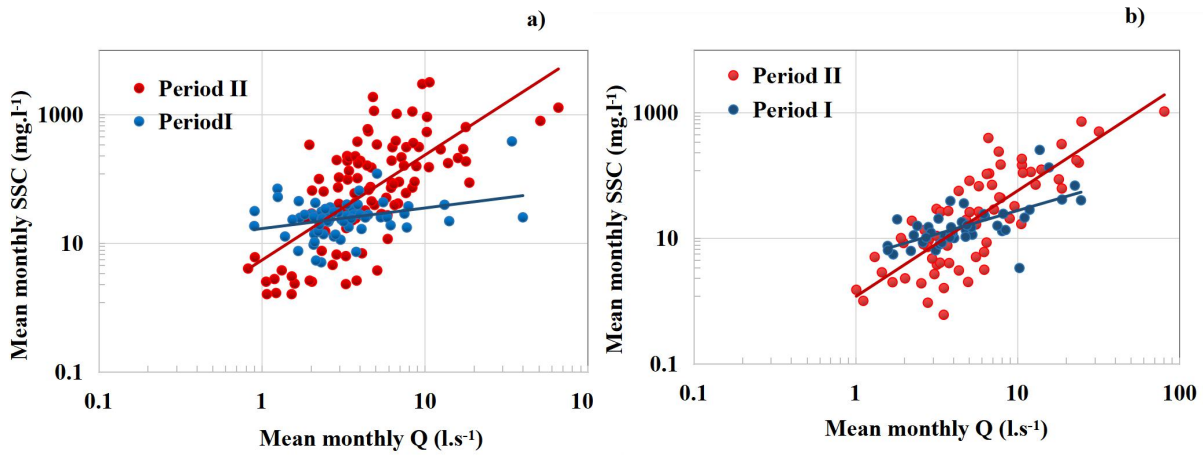 a)
Mean monthly SSC (mg.l⁻¹)
1000
10
0.1
Period II
PeriodI
0.1 1 10 10
Mean monthly Q (l.s⁻¹)
b)
Mean monthly SSC (mg.l⁻¹)
1000
10
0.1
Period II
Period I
0.1 1 10 100
Mean monthly Q (l.s⁻¹)